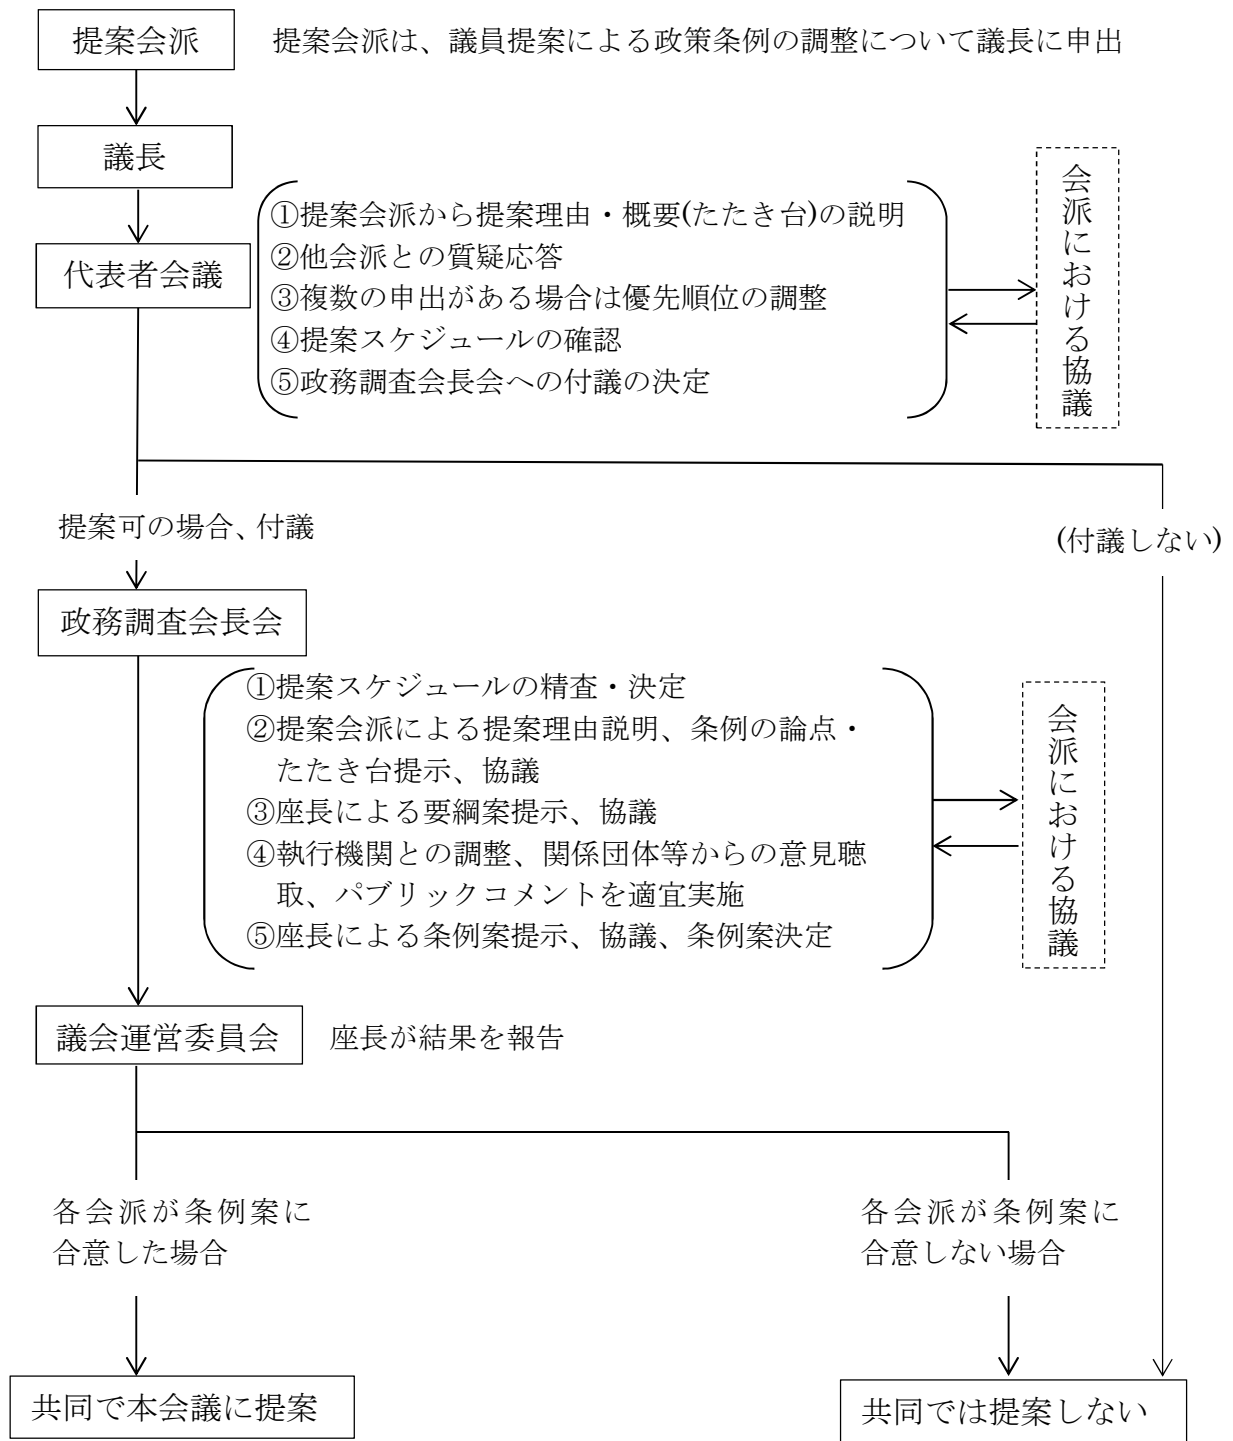 提案会派
提案会派は、議員提案による政策条例の調整について議長に申出
議長
代表者会議
①提案会派から提案理由・概要(たたき台)の説明
②他会派との質疑応答
③複数の申出がある場合は優先順位の調整
④提案スケジュールの確認
⑤政務調査会長会への付議の決定
会派における協議
提案可の場合、付議
(付議しない)
政務調査会長会
①提案スケジュールの精査・決定
②提案会派による提案理由説明、条例の論点・
たたき台提示、協議
③座長による要綱案提示、協議
④執行機関との調整、関係団体等からの意見聴
取、パブリックコメントを適宜実施
⑤座長による条例案提示、協議、条例案決定
会派における協議
議会運営委員会
座長が結果を報告
各会派が条例案に
合意した場合
各会派が条例案に
合意しない場合
共同で本会議に提案
共同では提案しない